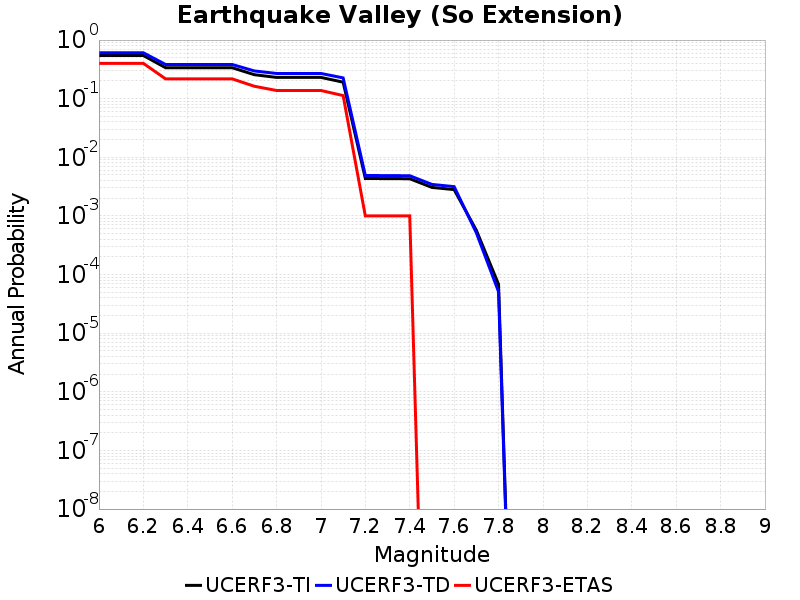 Earthquake Valley (So Extension)
10^0
10^-1
10^-2
10^-3
10^-4
10^-5
10^-6
10^-7
10^-8
Annual Probability
6 6.2 6.4 6.6 6.8 7 7.2 7.4 7.6 7.8 8 8.2 8.4 8.6 8.8 9
Magnitude
UCERF3-TI UCERF3-TD UCERF3-ETAS